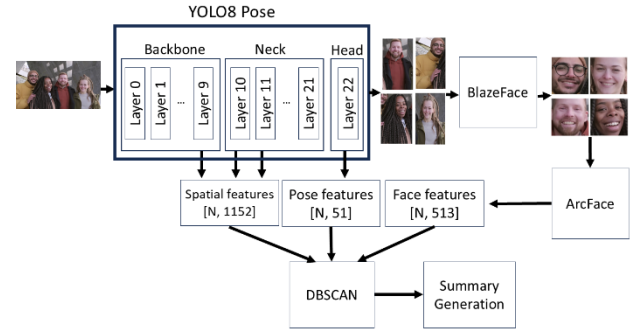 YOLO8 Pose
Backbone
Neck
Head
Layer 0
Layer 1
...
Layer 9
Layer 10
Layer 11
...
Layer 21
Layer 22
BlazeFace
Spatial features
[N, 1152]
Pose features
[N, 51]
Face features
[N, 513]
ArcFace
DBSCAN
Summary
Generation